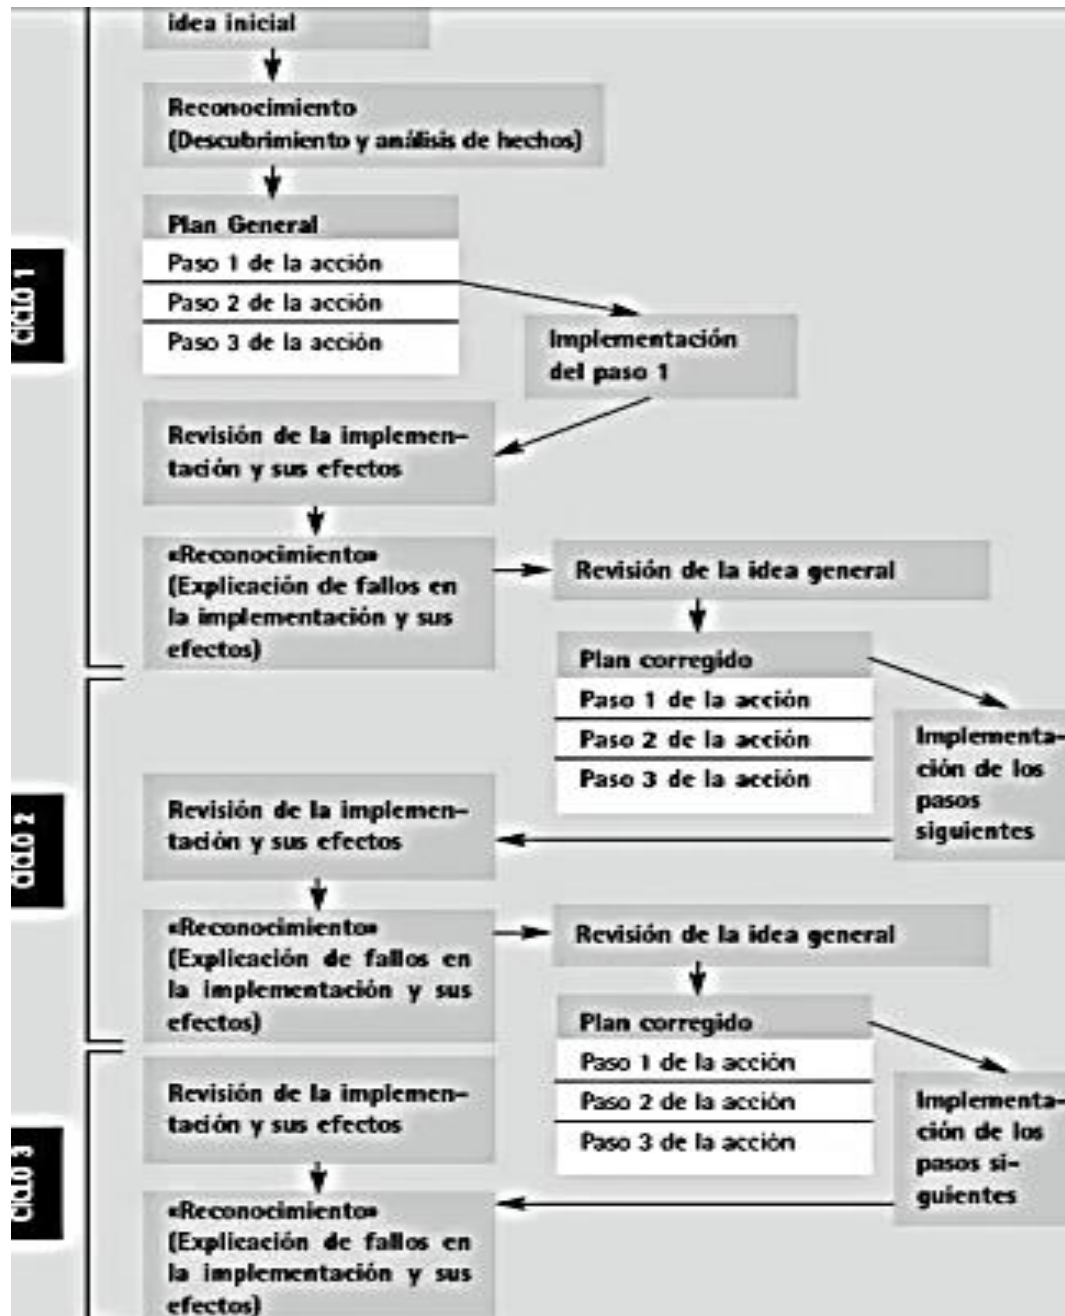 idea inicial
Reconocimiento
(Descubrimiento y análisis de hechos)
Plan General
Paso 1 de la acción
Paso 2 de la acción
Paso 3 de la acción
CICLO 1
Implementación
del paso 1
Revisión de la implemen-
tación y sus efectos
«Reconocimiento»
(Explicación de fallos en
la implementación y sus
efectos)
Revisión de la idea general
Plan corregido
Paso 1 de la acción
Paso 2 de la acción
Paso 3 de la acción
Implementa-
ción de los
pasos
siguientes
CICLO 2
Revisión de la implemen-
tación y sus efectos
«Reconocimiento»
(Explicación de fallos en
la implementación y sus
efectos)
Revisión de la idea general
Plan corregido
Paso 1 de la acción
Paso 2 de la acción
Paso 3 de la acción
Implementa-
ción de los
pasos si-
guientes
CICLO 3
Revisión de la implemen-
tación y sus efectos
«Reconocimiento»
(Explicación de fallos en
la implementación y sus
efectos)